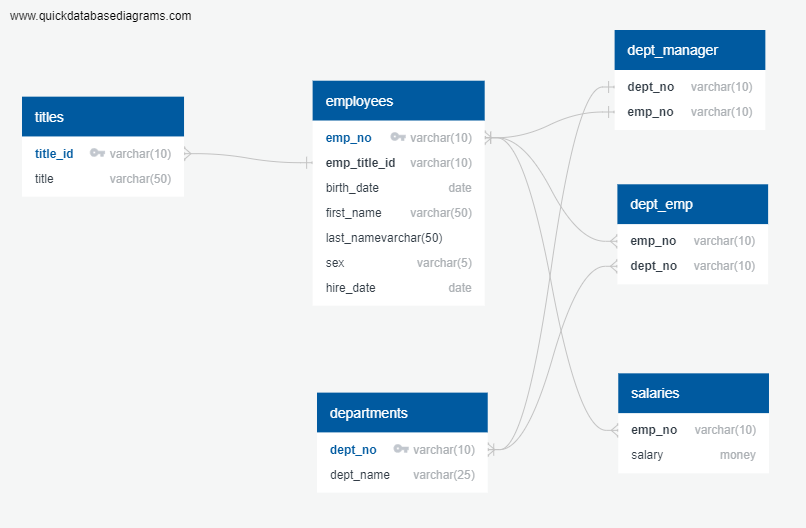 www.quickdatabasediagrams.com
titles
title_id varchar(10)
title varchar(50)
employees
emp_no varchar(10)
emp_title_id varchar(10)
birth_date date
first_name varchar(50)
last_namevarchar(50)
sex varchar(5)
hire_date date
departments
dept_no varchar(10)
dept_name varchar(25)
dept_manager
dept_no varchar(10)
emp_no varchar(10)
dept_emp
emp_no varchar(10)
dept_no varchar(10)
salaries
emp_no varchar(10)
salary money